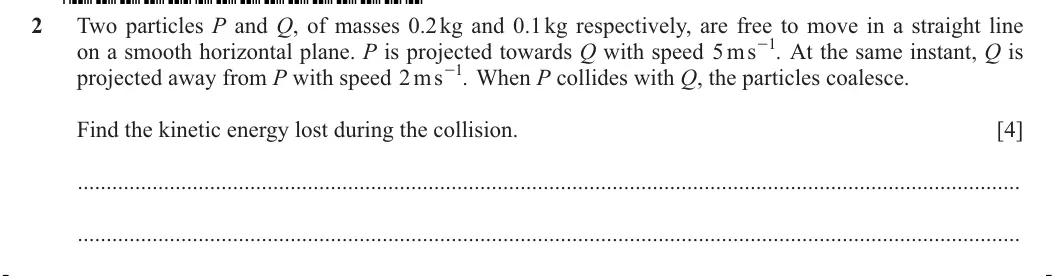 2 Two particles P and Q, of masses 0.2 kg and 0.1 kg respectively, are free to move in a straight line
on a smooth horizontal plane. P is projected towards Q with speed 5 m s⁻¹. At the same instant, Q is
projected away from P with speed 2 m s⁻¹. When P collides with Q, the particles coalesce.
Find the kinetic energy lost during the collision. [4]